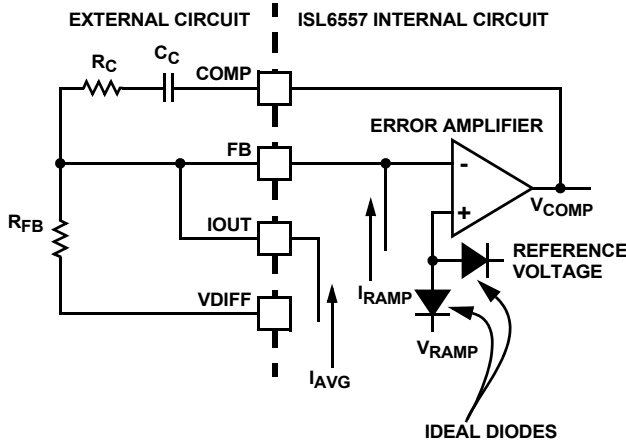 EXTERNAL CIRCUIT
ISL6557 INTERNAL CIRCUIT
RC
CC
COMP
ERROR AMPLIFIER
FB
-
+
VCOMP
RFB
IOUT
REFERENCE
VOLTAGE
IRAMP
VDIFF
VRAMP
IAVG
IDEAL DIODES